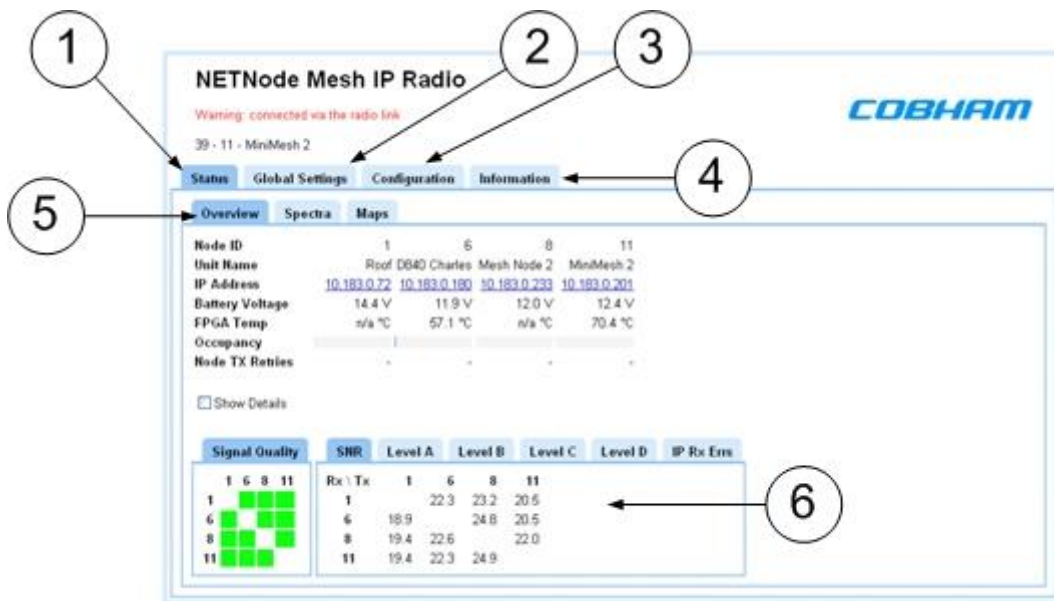 1
2
3
NETNode Mesh IP Radio
Warning: connected via the radio link
COBHAM
39 - 11 - MiniMesh 2
Status Global Settings Configuration Information
4
5
Overview Spectra Maps
Node ID 1 6 8 11
Unit Name Roof DB40 Charles Mesh Node 2 MiniMesh 2
IP Address 10.183.0.72 10.183.0.180 10.183.0.233 10.183.0.201
Battery Voltage 14.4 V 11.9 V 12.0 V 12.4 V
FPGA Temp n/a °C 57.1 °C n/a °C 70.4 °C
Occupancy
Node TX Retries - - - -
Show Details
Signal Quality SNR Level A Level B Level C Level D IP Rx Errs
1 6 8 11 Rx \ Tx 1 6 8 11
1 1 22.3 23.2 20.5
6 6 18.9 24.8 20.5
8 8 19.4 22.6 22.0
11 11 19.4 22.3 24.9
6